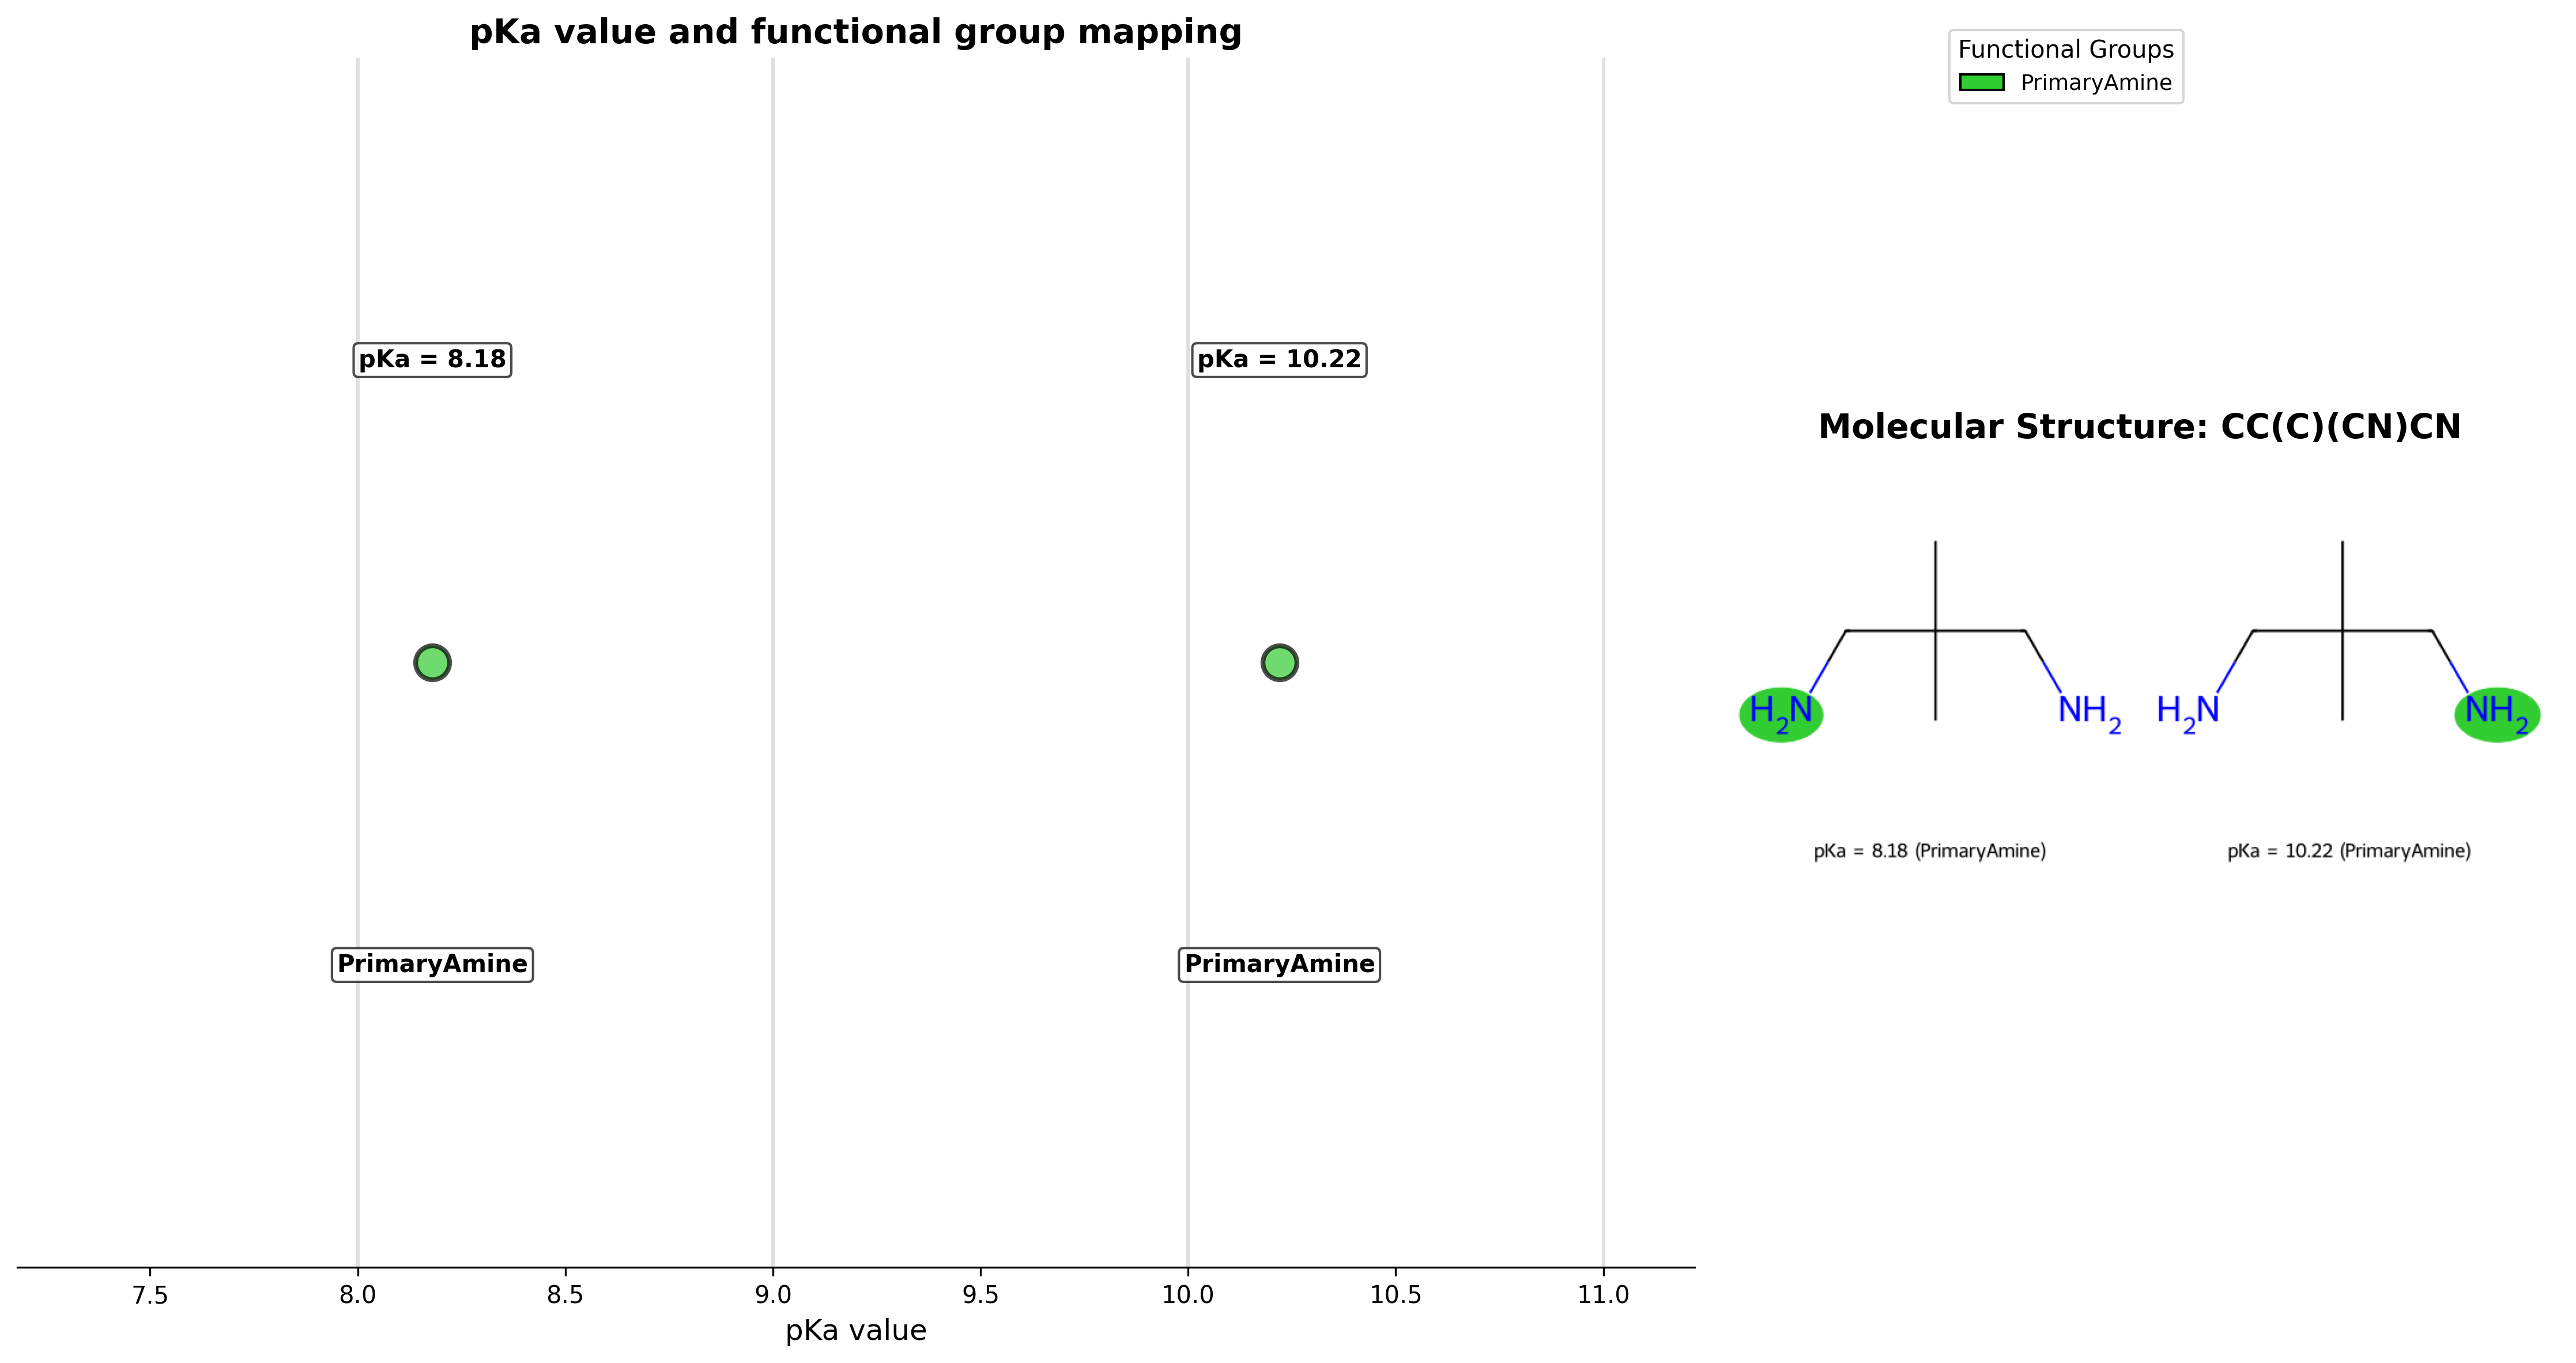 pKa value and functional group mapping
Functional Groups
PrimaryAmine
pKa = 8.18
pKa = 10.22
PrimaryAmine
PrimaryAmine
7.5 8.0 8.5 9.0 9.5 10.0 10.5 11.0
pKa value
Molecular Structure: CC(C)(CN)CN
H2N NH2 H2N NH2
pKa = 8.18 (PrimaryAmine) pKa = 10.22 (PrimaryAmine)